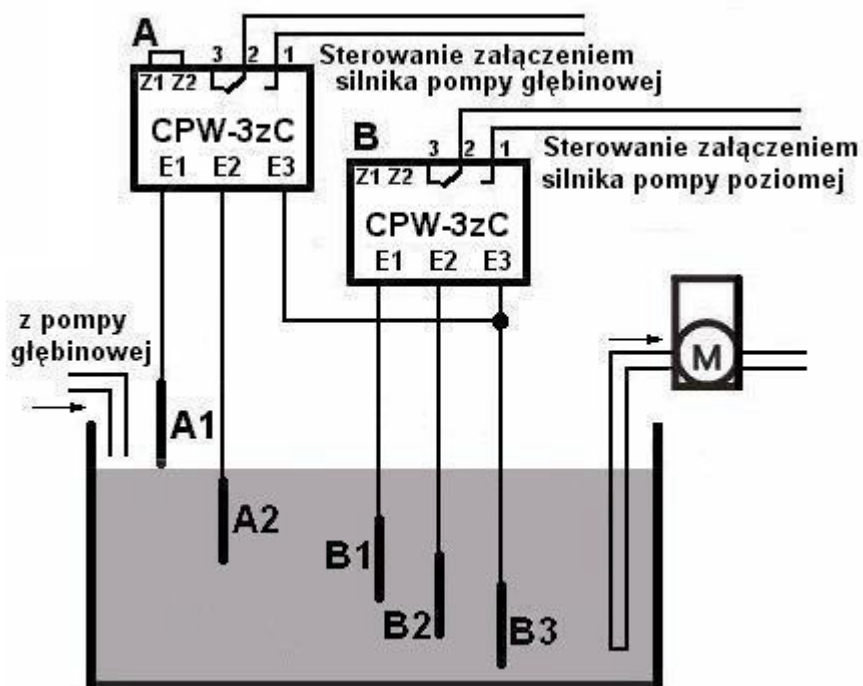 A
3 2 1
Sterowanie załączeniem
silnika pompy głębinowej
Z1 Z2
CPW-3zC
E1 E2 E3
B
3 2 1
Sterowanie załączeniem
silnika pompy poziomej
Z1 Z2
CPW-3zC
E1 E2 E3
z pompy
głębinowej
M
A1
A2
B1
B2
B3